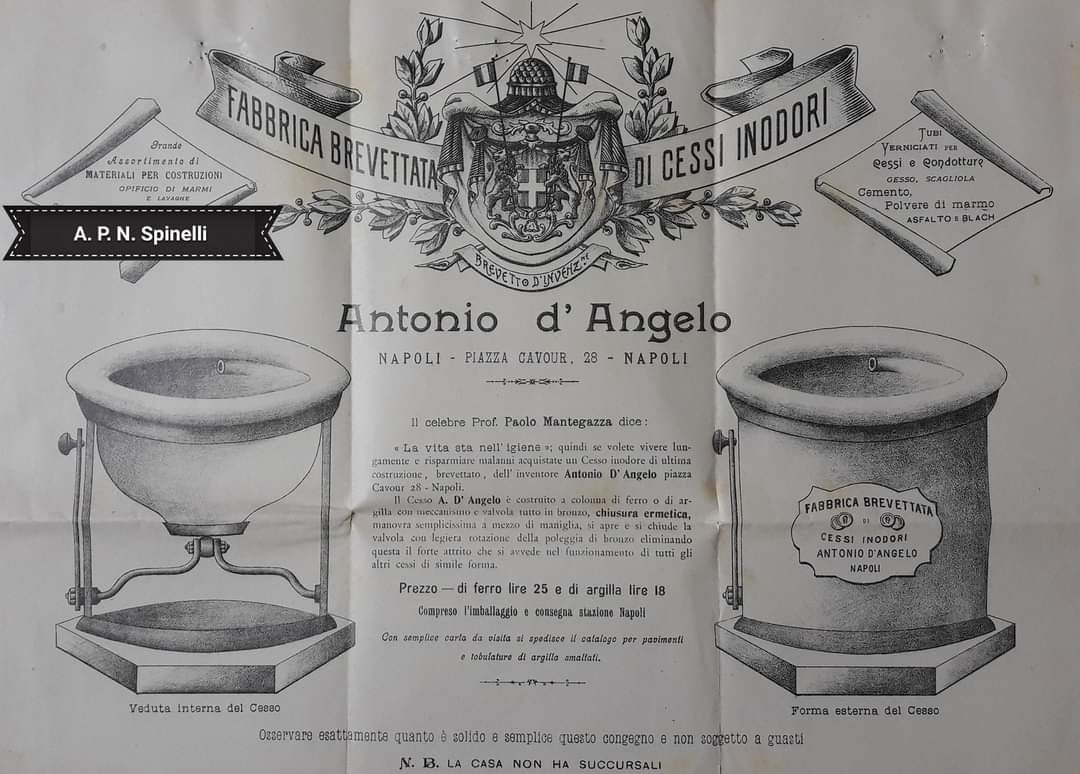 FABBRICA BREVETTATA DI CESSI INODORI
Grande
Assortimento di
MATERIALI PER COSTRUZIONI
OPIFICIO DI MARMI
E LAVAGNE
A. P. N. Spinelli
TUBI
VERNICIATI PER
Cessi e Condotture
GESSO, SCAGLIOLA
Cemento,
Polvere di marmo
ASFALTO E BLACH
BREVETTO D'INVENZ.NE
Antonio d' Angelo
NAPOLI - PIAZZA CAVOUR, 28 - NAPOLI
Il celebre Prof. Paolo Mantegazza dice :
« La vita sta nell' igiene »; quindi se volete vivere lun-
gamente e risparmiare malanni acquistate un Cesso inodore di ultima
costruzione, brevettato, dell' inventore Antonio D' Angelo piazza
Cavour 28 - Napoli.
Il Cesso A. D' Angelo è costruito a colonna di ferro o di ar-
gilla con meccanismo e valvola tutto in bronzo, chiusura ermetica,
manovra semplicissima a mezzo di maniglia, si apre e si chiude la
valvola con legiera rotazione della poleggia di bronzo eliminando
questa il forte attrito che si avvede nel funzionamento di tutti gli
altri cessi di simile forma.
Prezzo — di ferro lire 25 e di argilla lire 18
Compreso l'imballaggio e consegna stazione Napoli
Con semplice carta da visita si spedisce il catalogo per pavimenti
e tobulature di argilla smaltati.
FABBRICA BREVETTATA
DI
CESSI INODORI
ANTONIO D'ANGELO
NAPOLI
Veduta interna del Cesso
Forma esterna del Cesso
Osservare esattamente quanto è solido e semplice questo congegno e non soggetto a guasti
N. B. LA CASA NON HA SUCCURSALI